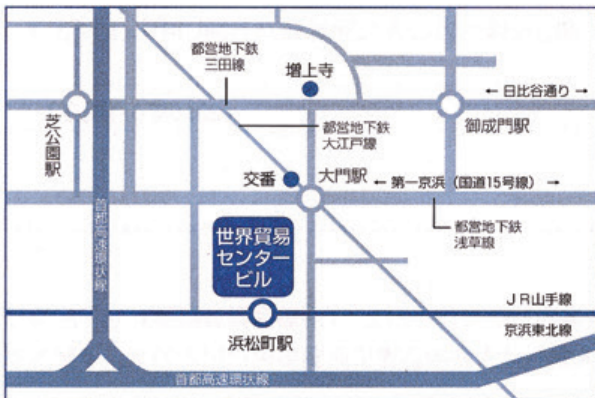 都営地下鉄
三田線
増上寺
← 日比谷通り →
芝公園駅
御成門駅
都営地下鉄
大江戸線
交番
大門駅
← 第一京浜（国道15号線） →
首都高速環状線
世界貿易
センター
ビル
都営地下鉄
浅草線
JR山手線
浜松町駅
京浜東北線
首都高速環状線